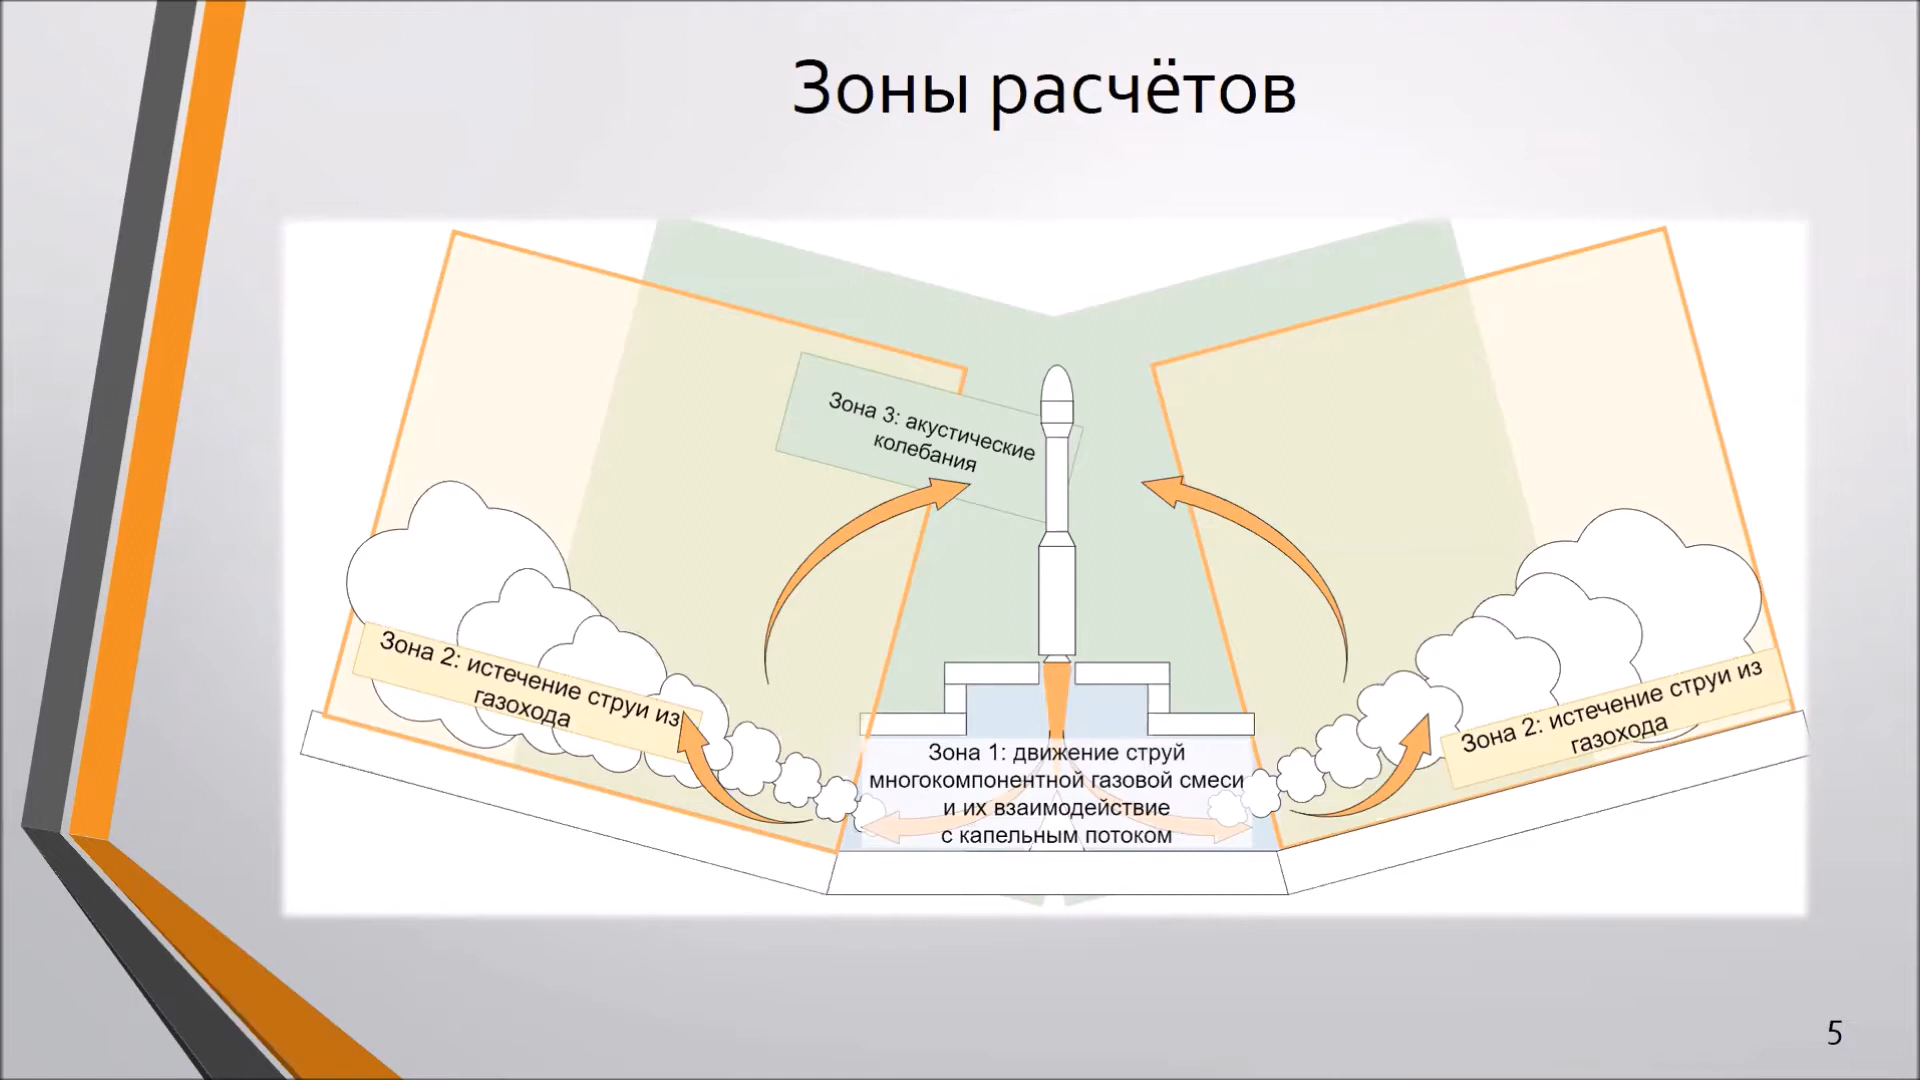 Зоны расчётов
Зона 3: акустические
колебания
Зона 2: истечение струи из
газохода
Зона 1: движение струй
многокомпонентной газовой смеси
и их взаимодействие
с капельным потоком
Зона 2: истечение струи из
газохода
5